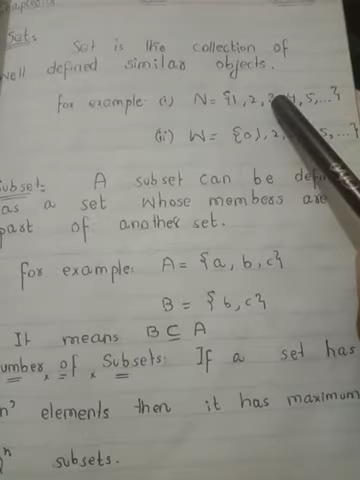 Set:
Set is the collection of
well defined similar objects.
for example: (i) N = {1, 2, 3, 4, 5, ...}
(ii) W = {0, 1, 2, 5, ...}
Subset: A subset can be
as a set whose members are
part of another set.
for example: A = {a, b, c}
B = {b, c}
It means B ⊆ A
Number of Subsets: If a set has
'n' elements then it has maximum
subsets.